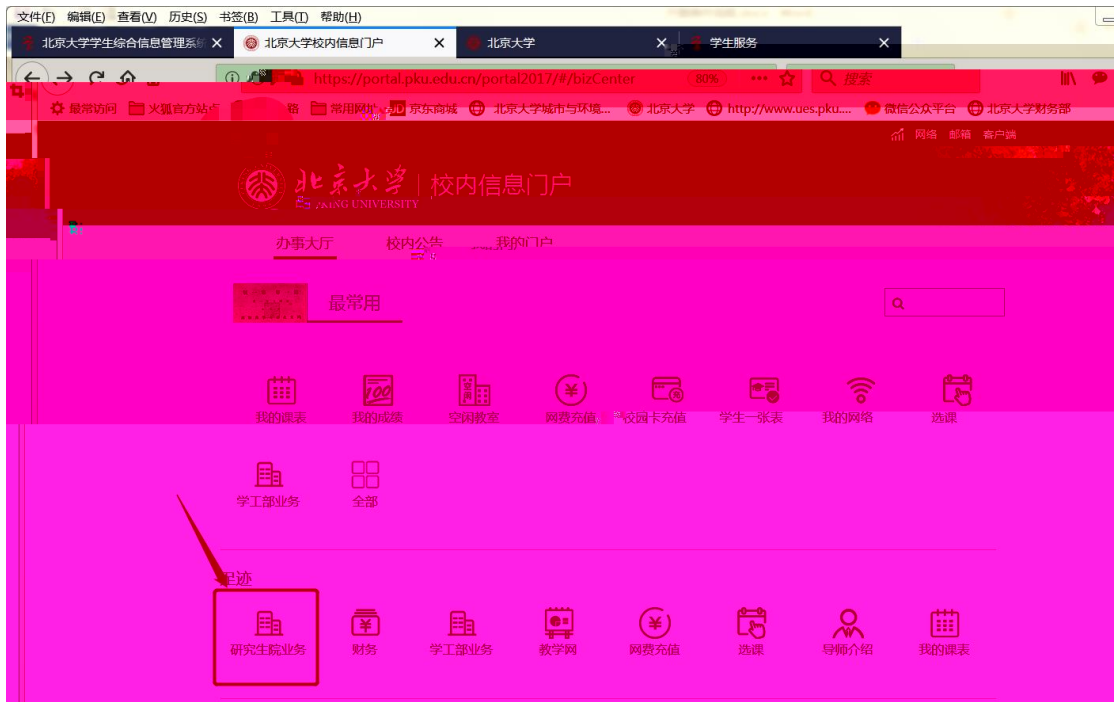 文件(F) 编辑(E) 查看(V) 历史(S) 书签(B) 工具(T) 帮助(H)
北京大学学生综合信息管理系统 北京大学校内信息门户 北京大学 学生服务
https://portal.pku.edu.cn/portal2017/#/bizCenter 80% 搜索
最常访问 火狐官方站点 常用网址 JD 京东商城 北京大学城市与环境... 北京大学 http://www.ues.pku.... 微信公众平台 北京大学财务部
网络 邮箱 客户端
北京大学 校内信息门户
UNIVERSITY
办事大厅 校内公告 我的门户
最常用
我的课表 我的成绩 空闲教室 网费充值 校园卡充值 学生一张表 我的网络 选课
学工部业务 全部
足迹
研究生院业务 财务 学工部业务 教学网 网费充值 选课 导师介绍 我的课表